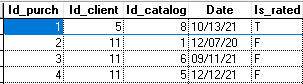 Id_purch Id_client Id_catalog Date Is_rated
1 5 8 10/13/21 T
2 11 1 12/07/20 F
3 11 6 09/11/21 F
4 11 5 12/12/21 F